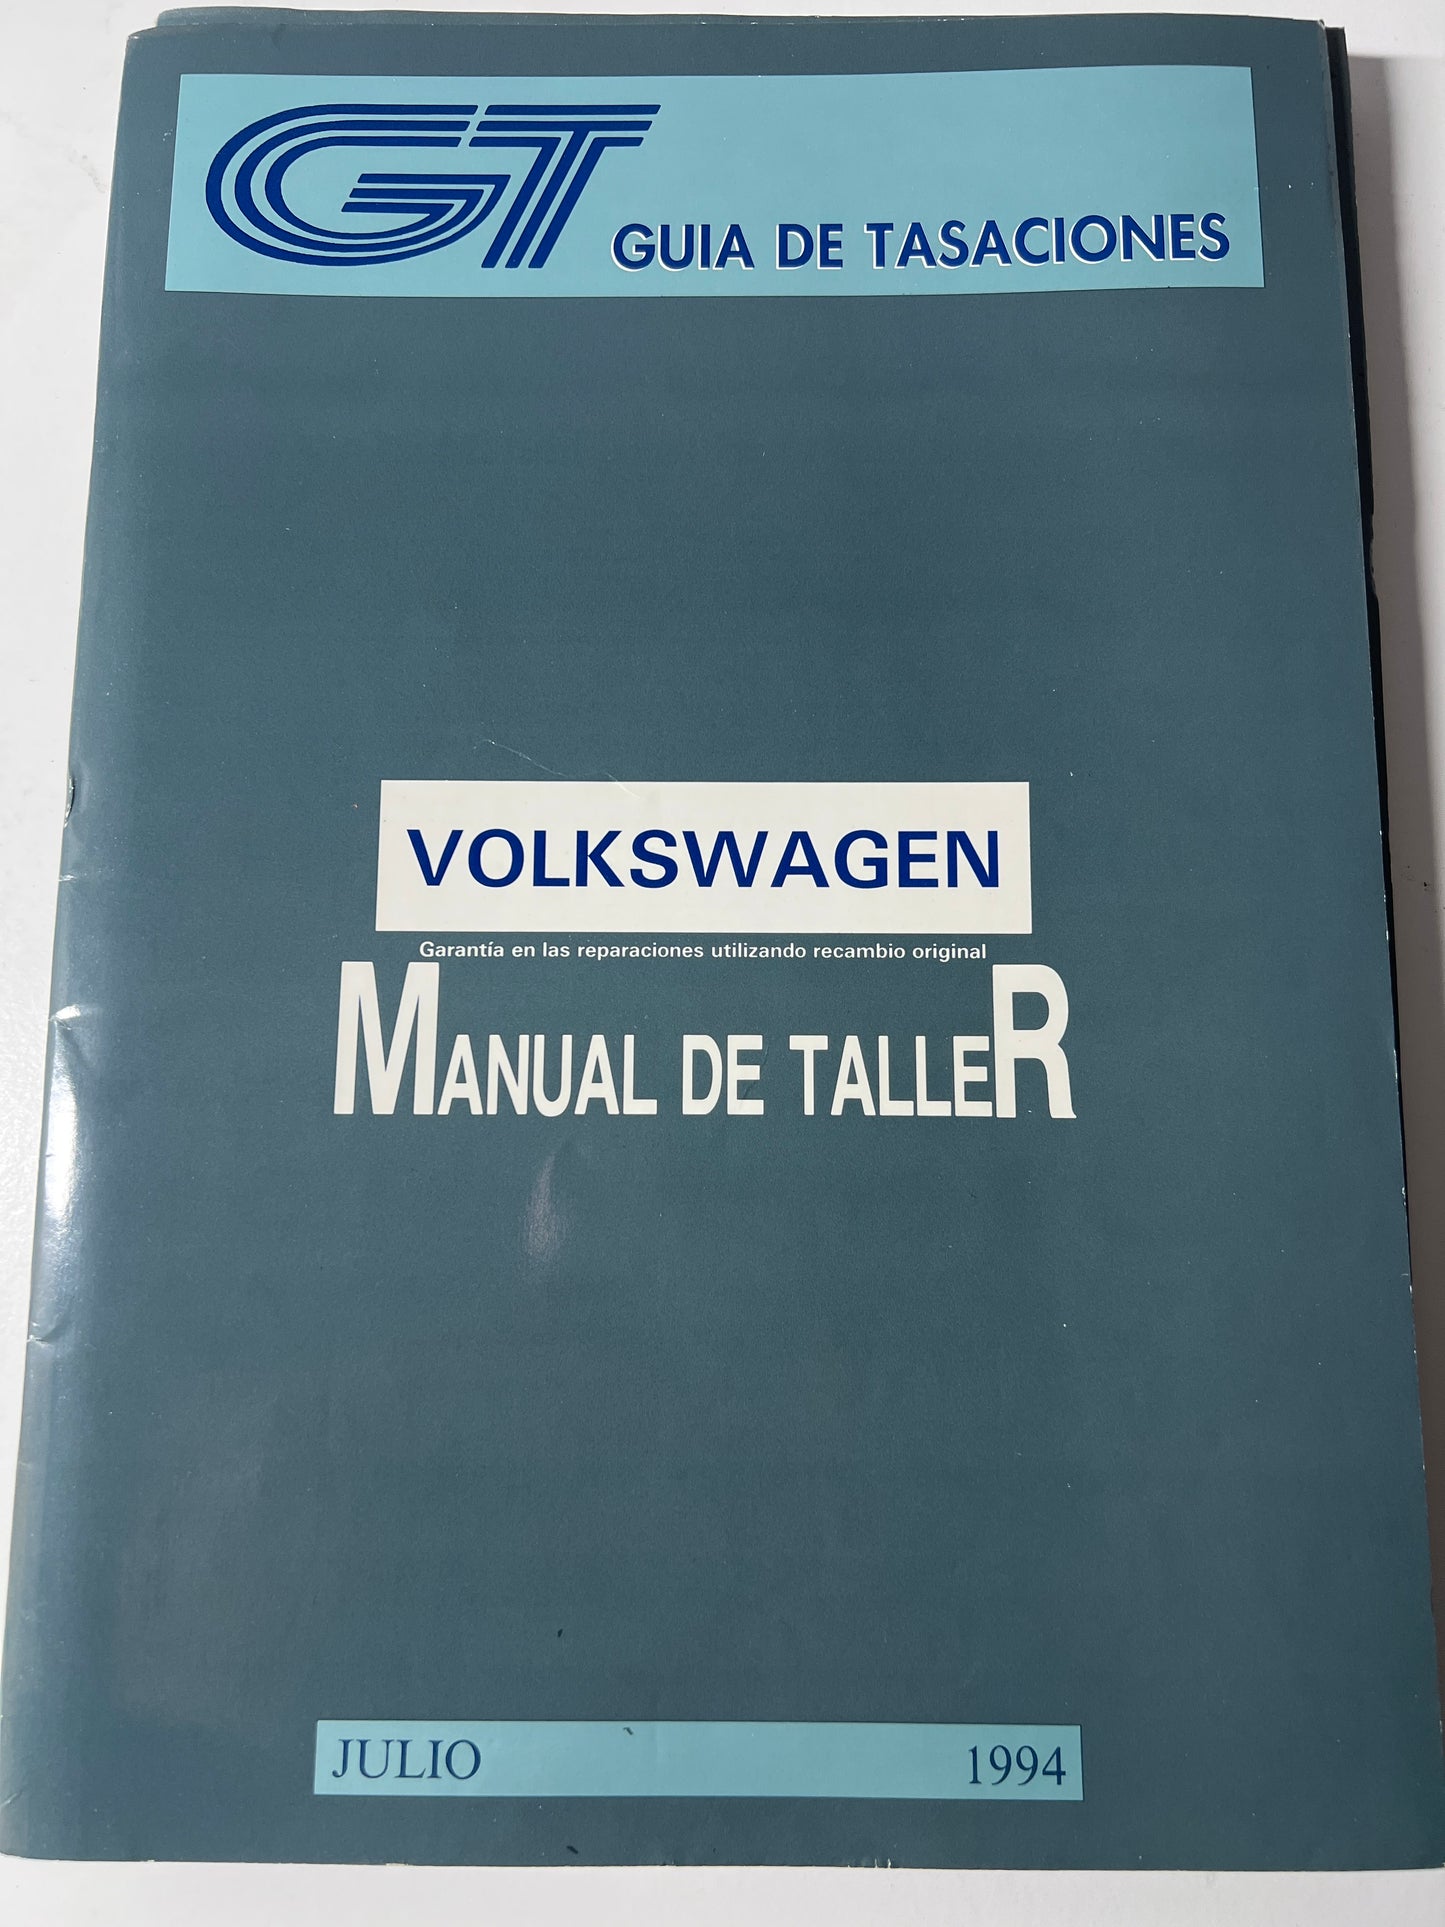 GT GUIA DE TASACIONES
VOLKSWAGEN
Garantía en las reparaciones utilizando recambio original
MANUAL DE TALLER
JULIO 1994